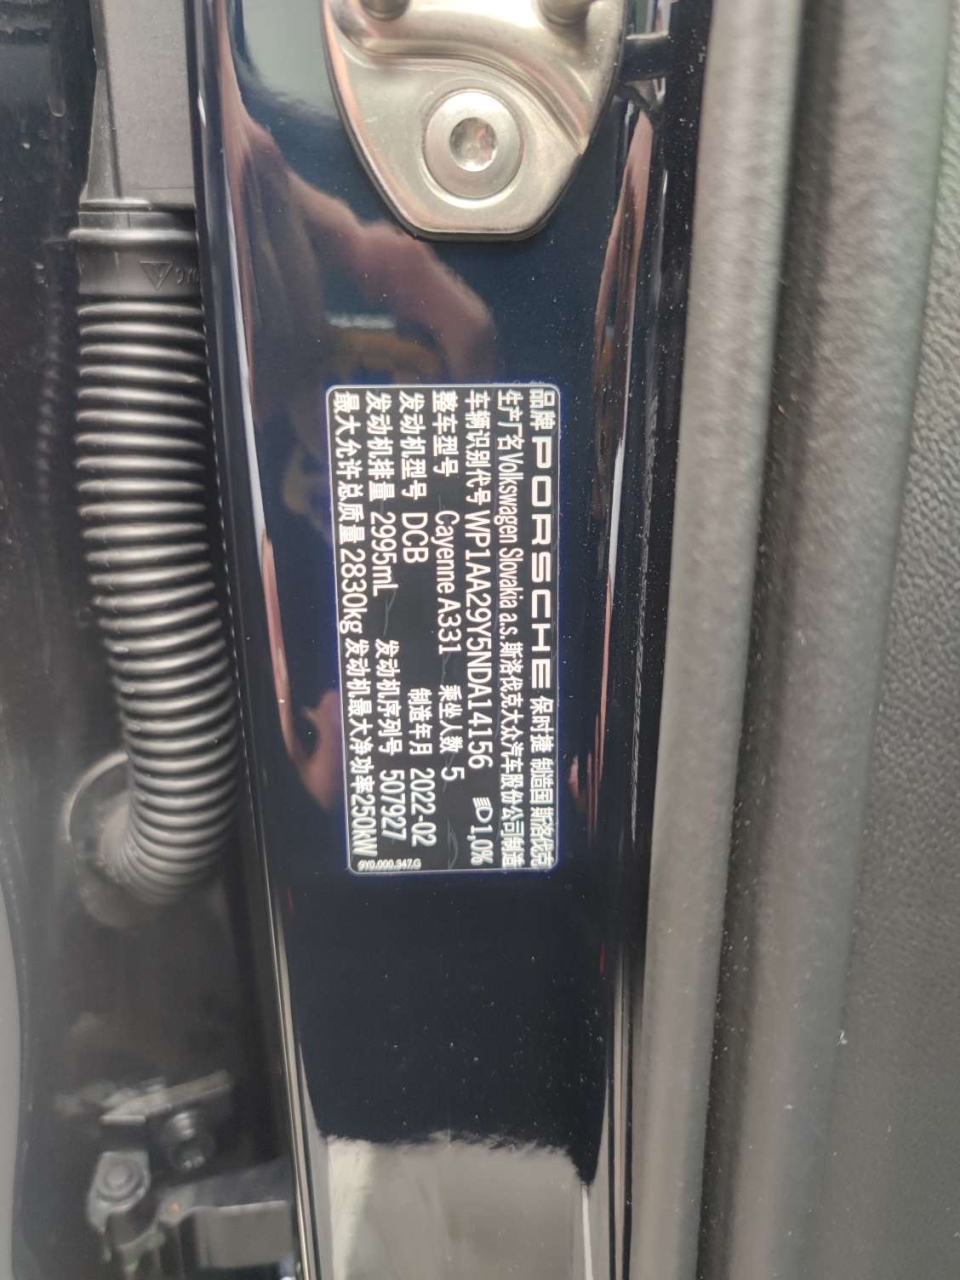 品牌 PORSCHE 保时捷 制造国 斯洛伐克
生产厂名 Volkswagen Slovakia a.s. 斯洛伐克大众汽车股份公司制造
车辆识别代号 WP1AA29Y5NDA14156 1,0%
整车型号 Cayenne A331 乘坐人数 5
发动机型号 DCB 制造年月 2022-02
发动机排量 2995mL 发动机序列号 507927
最大允许总质量 2830kg 发动机最大净功率 250kW
9Y0.000.347.G